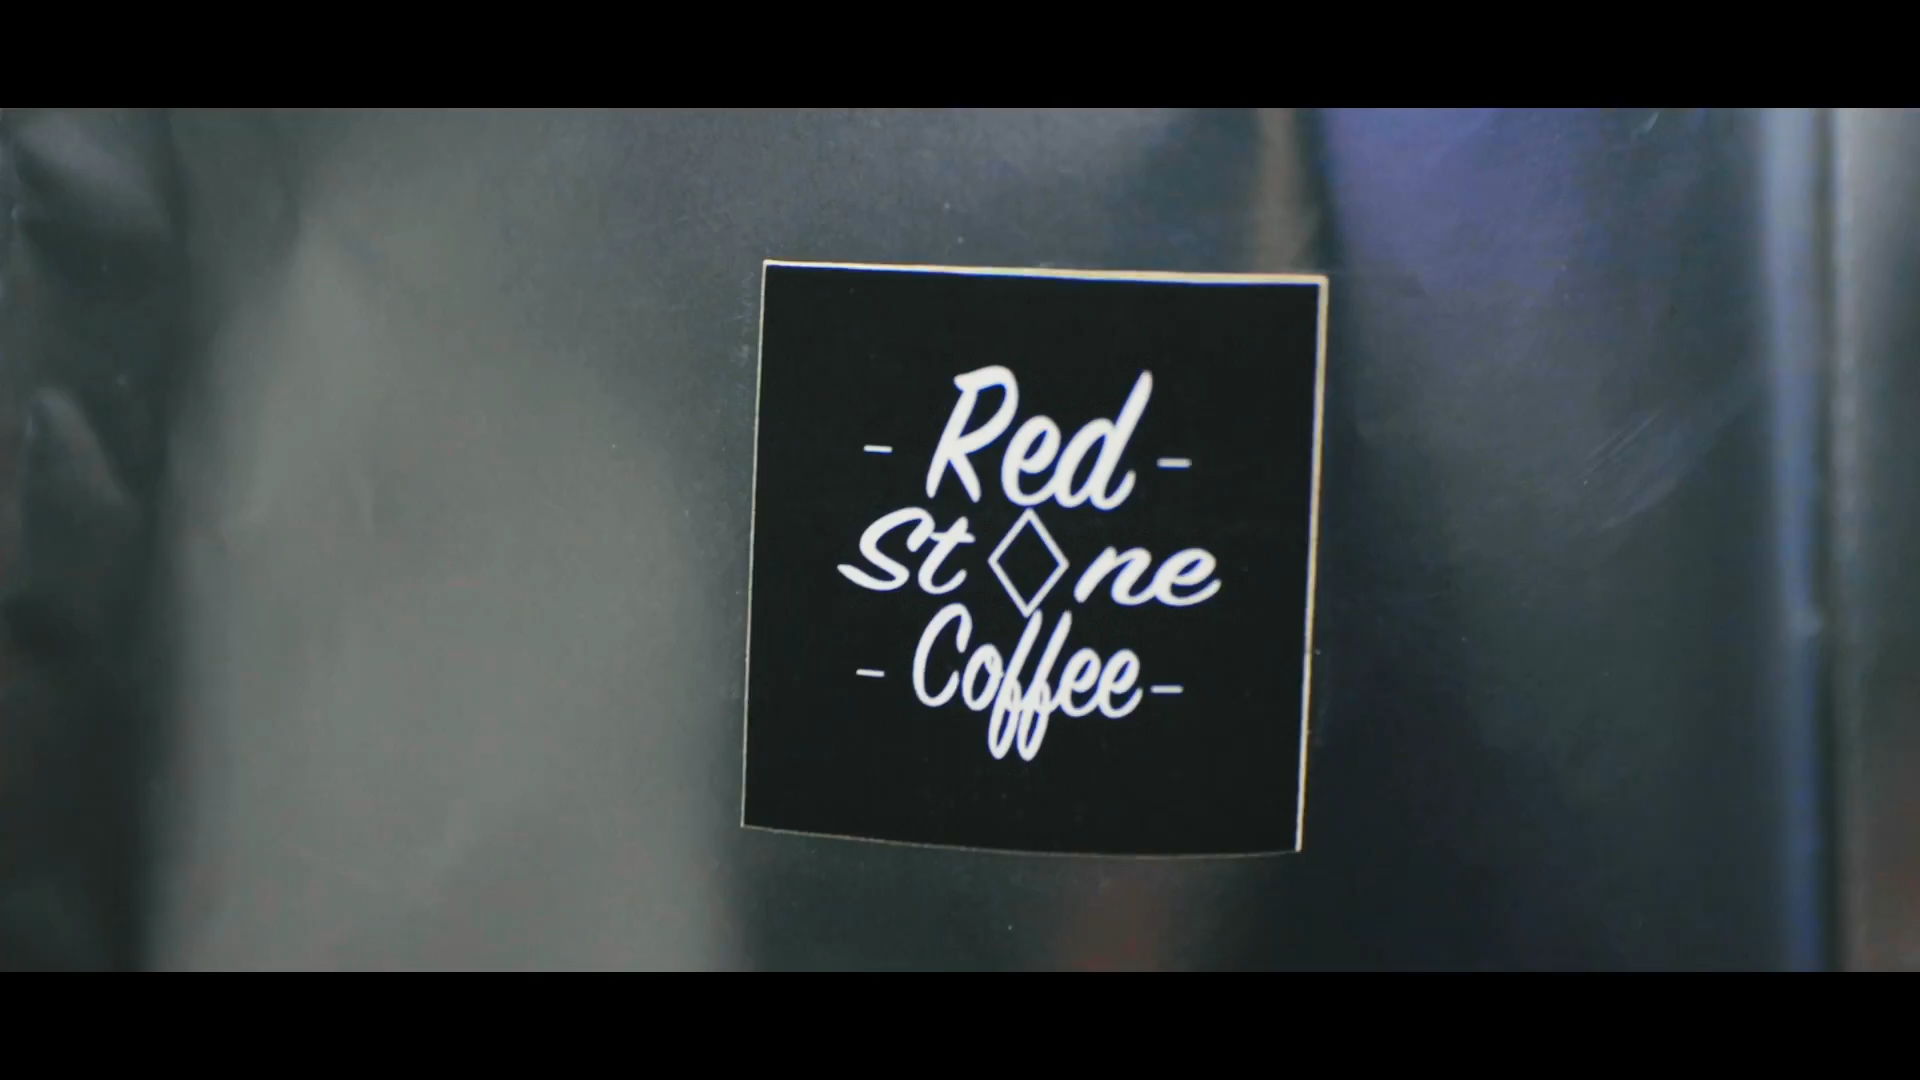 - Red -
St◇ne
- Coffee -